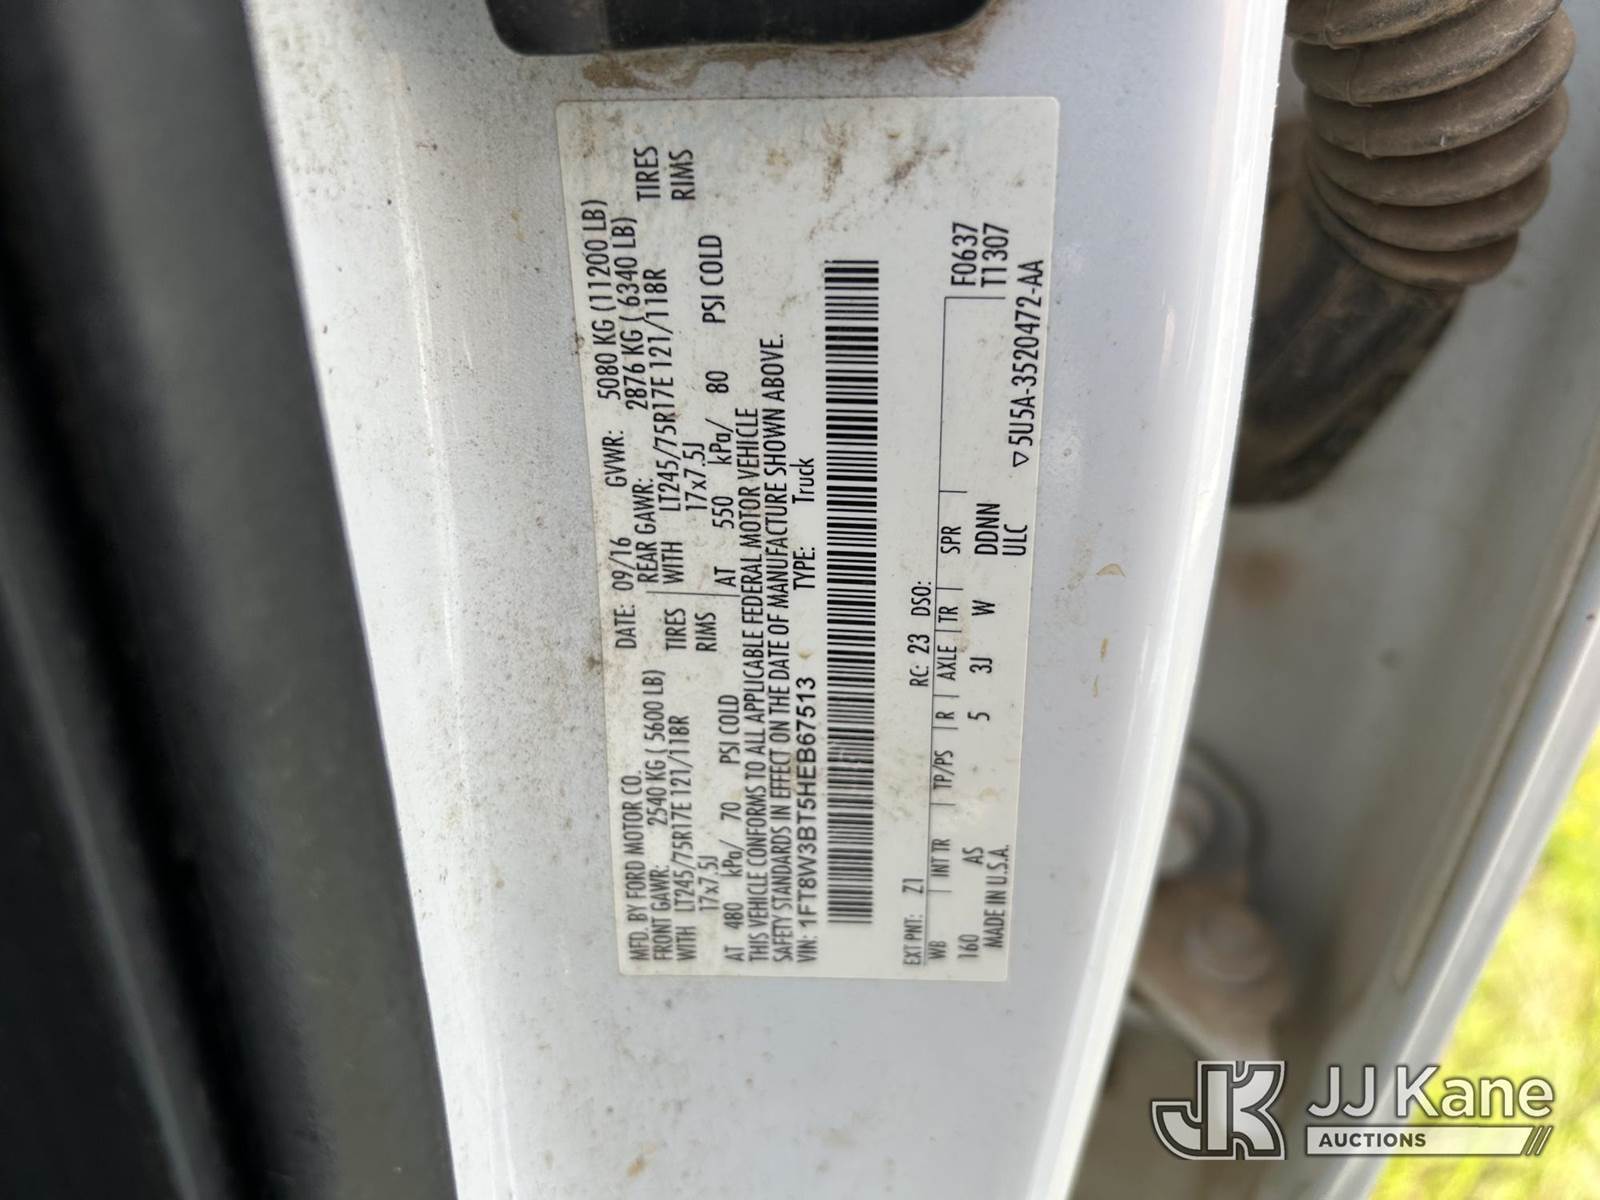 MFD. BY FORD MOTOR CO.
DATE: 09/16 GVWR: 5080 KG (11200 LB)
FRONT GAWR: 2540 KG ( 5600 LB) REAR GAWR: 2876 KG ( 6340 LB)
WITH LT245/75R17E 121/118R TIRES WITH LT245/75R17E 121/118R TIRES
17x7.5J RIMS 17x7.5J RIMS
AT 480 kPa/ 70 PSI COLD AT 550 kPa/ 80 PSI COLD
THIS VEHICLE CONFORMS TO ALL APPLICABLE FEDERAL MOTOR VEHICLE
SAFETY STANDARDS IN EFFECT ON THE DATE OF MANUFACTURE SHOWN ABOVE.
VIN: 1FT8W3BT5HEB67513 TYPE: Truck
EXT PNT: Z1 RC: 23 DSO:
WB INT TR TP/PS R AXLE TR SPR F0637
160 AS 5 3J W DDNN T1307
MADE IN U.S.A. ULC ▽5U5A-3520472-AA
JK JJ Kane
AUCTIONS